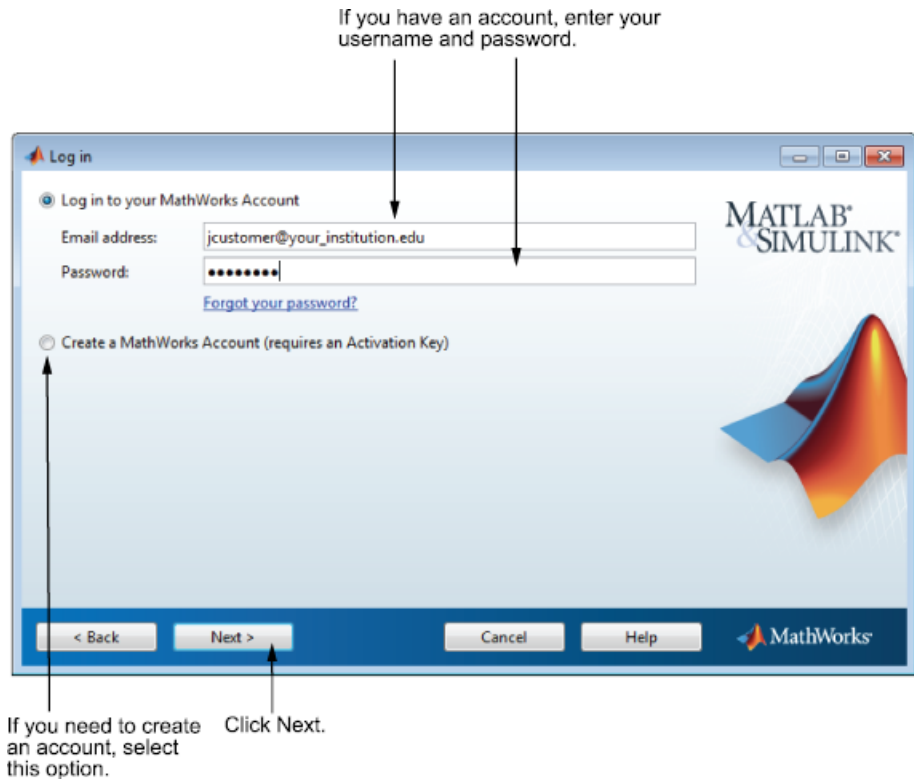 If you have an account, enter your
username and password.
Log in
Log in to your MathWorks Account
Email address:
jcustomer@your_institution.edu
Password:
••••••••
Forgot your password?
Create a MathWorks Account (requires an Activation Key)
MATLAB®
&SIMULINK®
< Back
Next >
Cancel
Help
MathWorks®
If you need to create
an account, select
this option.
Click Next.